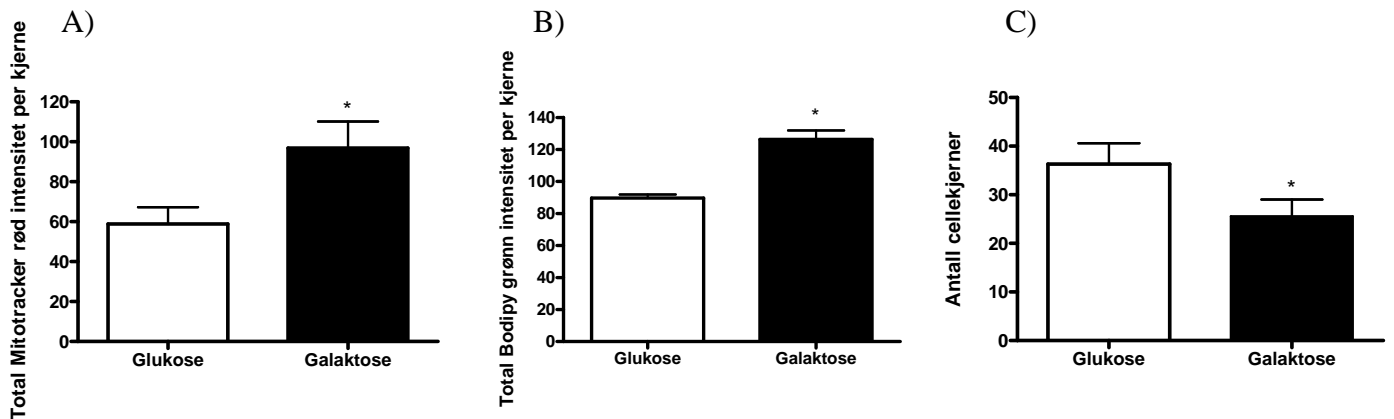 A)
Total Mitotracker rød intensitet per kjerne
120
100
80
60
40
20
0
*
Glukose
Galaktose
B)
Total Bodipy grønn intensitet per kjerne
140
120
100
80
60
40
20
0
*
Glukose
Galaktose
C)
Antall cellekjerner
50
40
30
20
10
0
*
Glukose
Galaktose